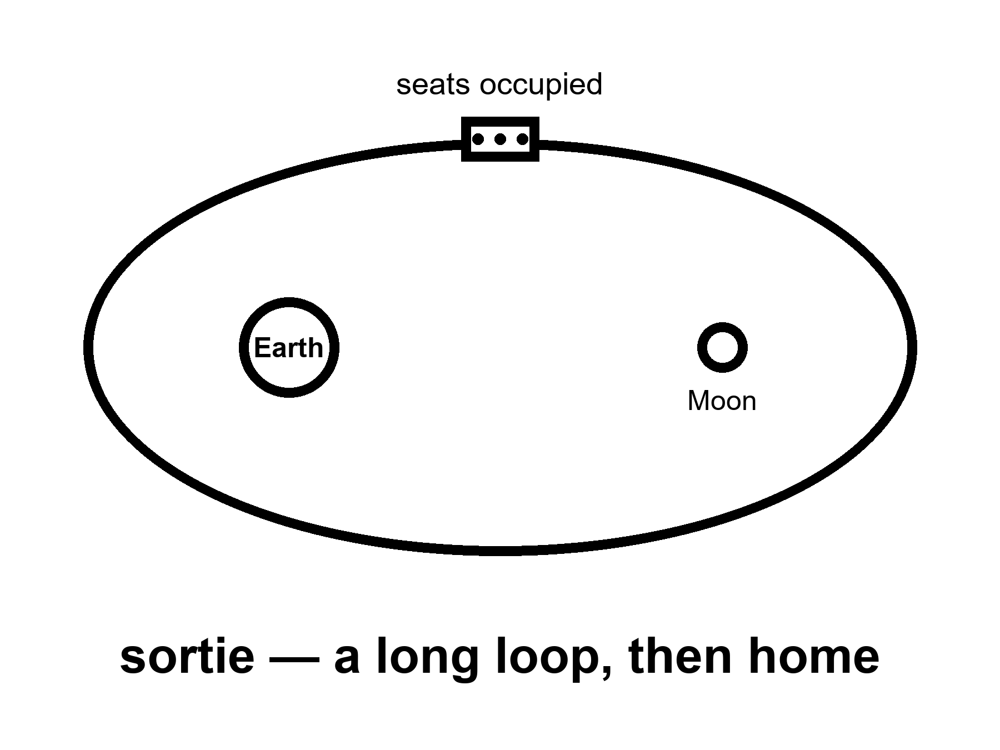 seats occupied
Earth
Moon
sortie — a long loop, then home